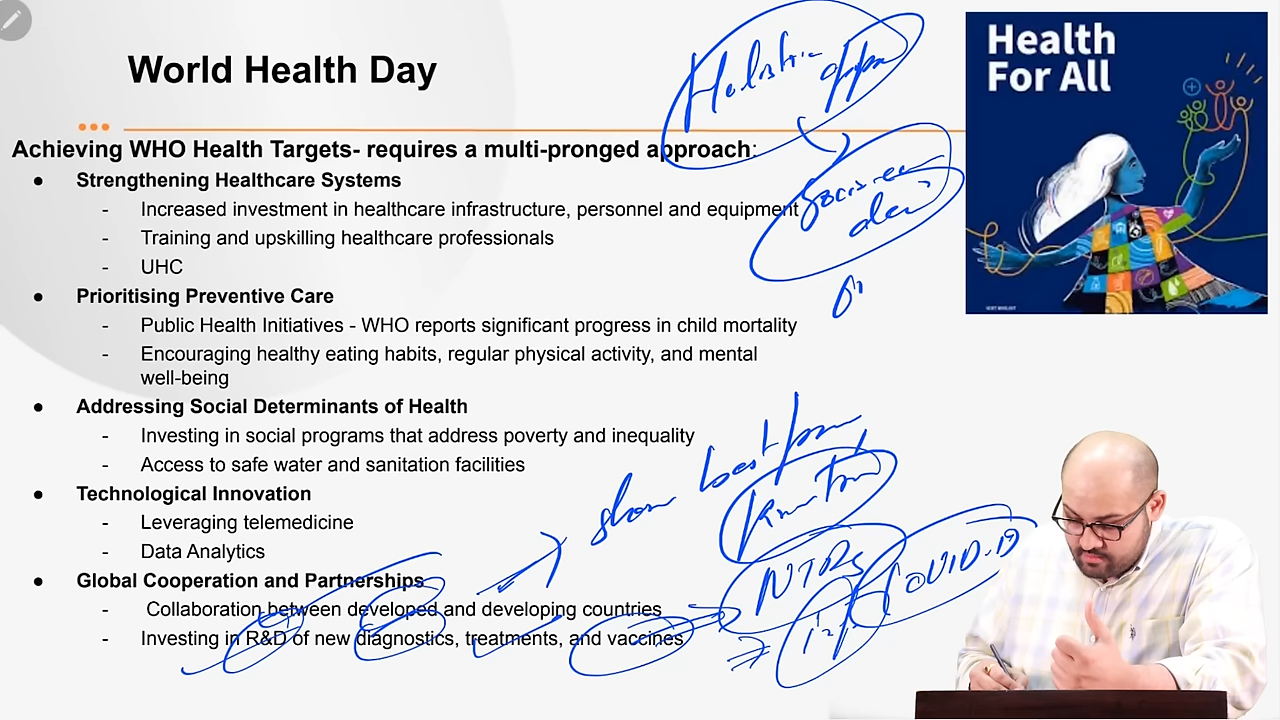 World Health Day
Health
For All
Achieving WHO Health Targets- requires a multi-pronged approach:
● Strengthening Healthcare Systems
- Increased investment in healthcare infrastructure, personnel and equipment
- Training and upskilling healthcare professionals
- UHC
● Prioritising Preventive Care
- Public Health Initiatives - WHO reports significant progress in child mortality
- Encouraging healthy eating habits, regular physical activity, and mental
well-being
● Addressing Social Determinants of Health
- Investing in social programs that address poverty and inequality
- Access to safe water and sanitation facilities
● Technological Innovation
- Leveraging telemedicine
- Data Analytics
● Global Cooperation and Partnerships
- Collaboration between developed and developing countries
- Investing in R&D of new diagnostics, treatments, and vaccines
Holistic
share best
NTDs
COVID-19